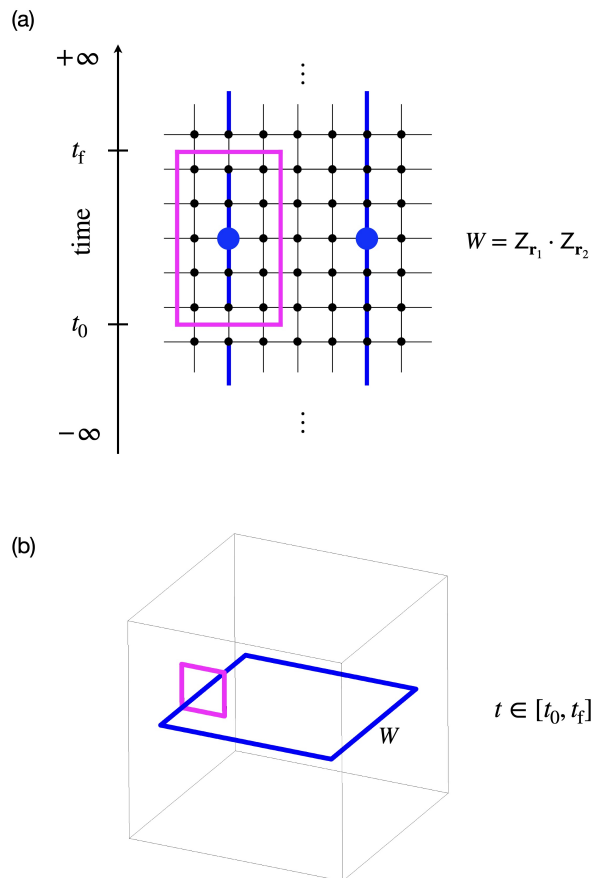 (a)
+∞
⋮
t_f
time
W = Z_{r_1} · Z_{r_2}
t_0
⋮
−∞
(b)
t ∈ [t_0, t_f]
W